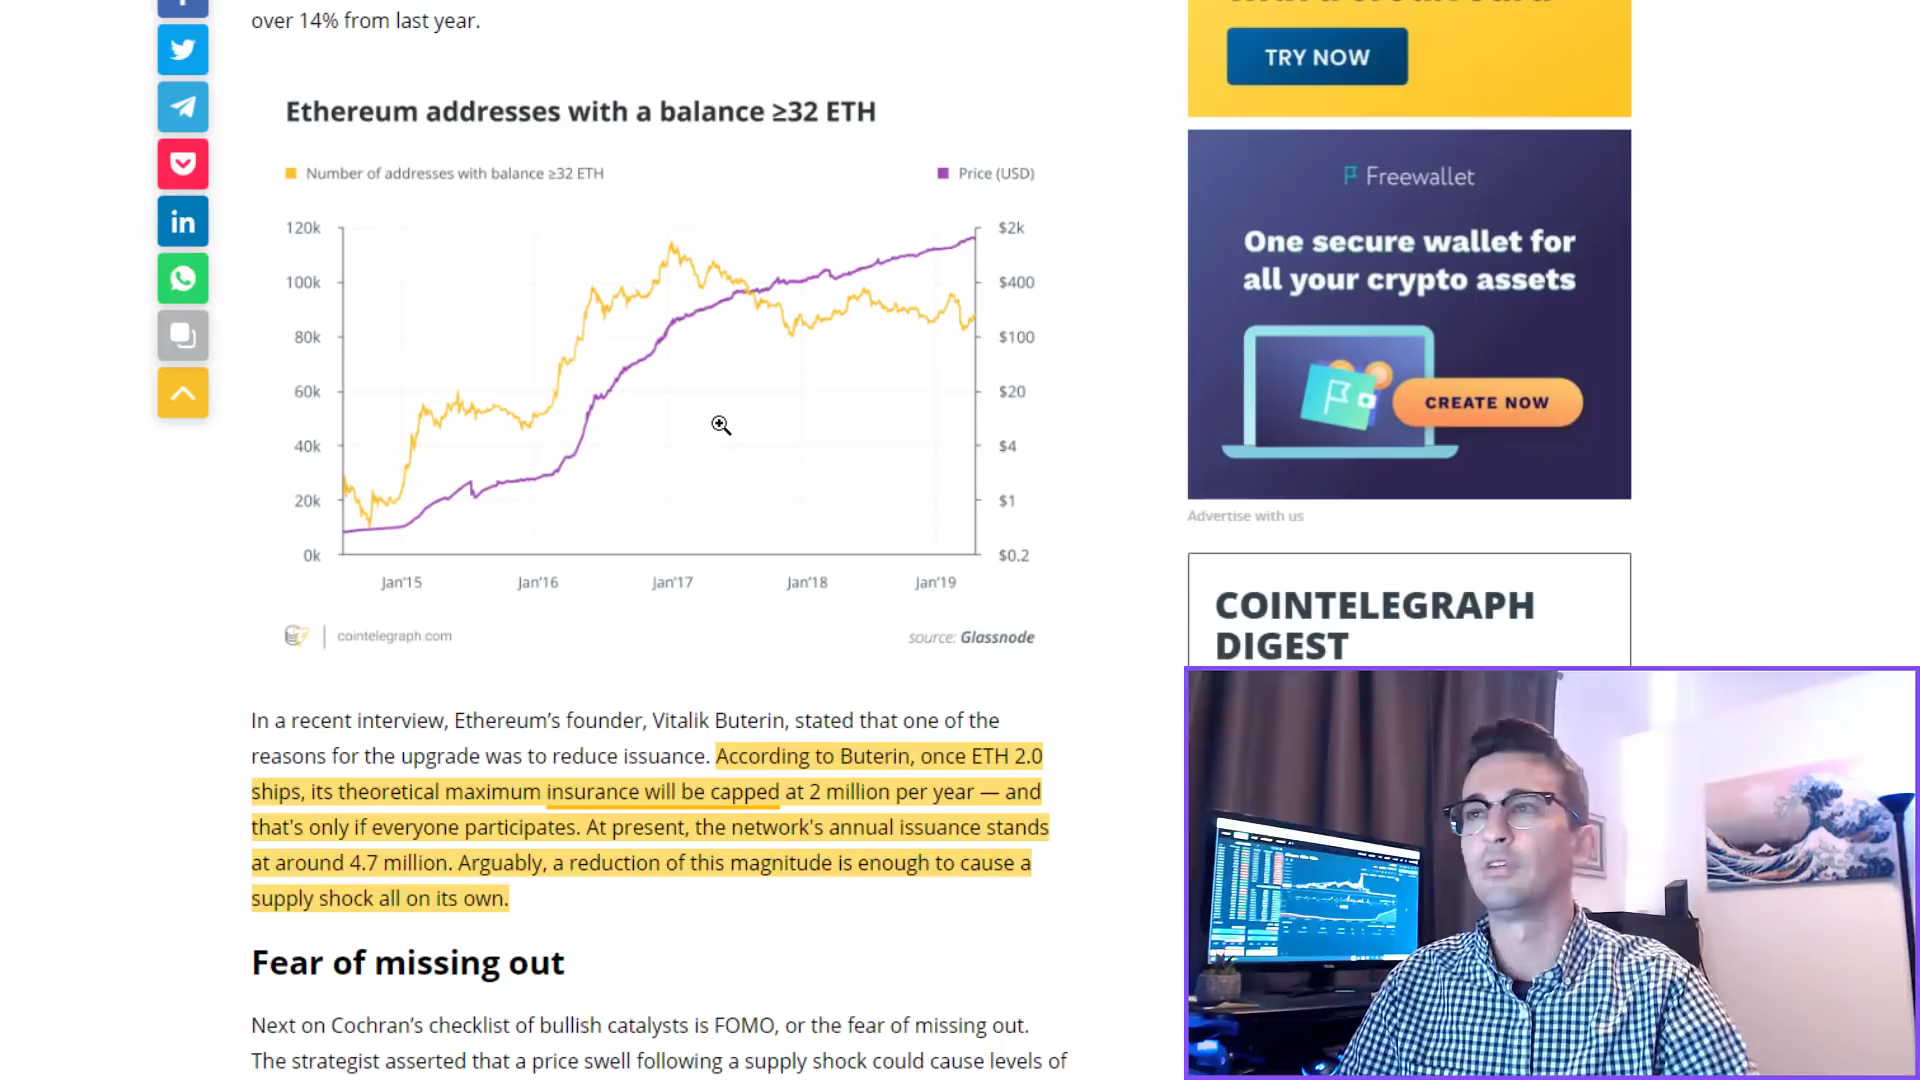 over 14% from last year.
Ethereum addresses with a balance ≥32 ETH
Number of addresses with balance ≥32 ETH
Price (USD)
120k
100k
80k
60k
40k
20k
0k
$2k
$400
$100
$20
$4
$1
$0.2
Jan'15
Jan'16
Jan'17
Jan'18
Jan'19
cointelegraph.com
source: Glassnode
In a recent interview, Ethereum’s founder, Vitalik Buterin, stated that one of the
reasons for the upgrade was to reduce issuance. According to Buterin, once ETH 2.0
ships, its theoretical maximum insurance will be capped at 2 million per year — and
that's only if everyone participates. At present, the network's annual issuance stands
at around 4.7 million. Arguably, a reduction of this magnitude is enough to cause a
supply shock all on its own.
Fear of missing out
Next on Cochran’s checklist of bullish catalysts is FOMO, or the fear of missing out.
The strategist asserted that a price swell following a supply shock could cause levels of
in
TRY NOW
Freewallet
One secure wallet for
all your crypto assets
CREATE NOW
Advertise with us
COINTELEGRAPH
DIGEST